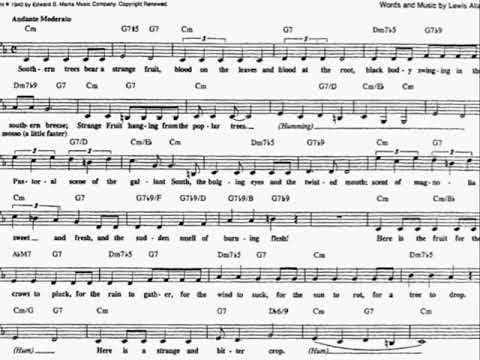 1940 by Edward B. Marks Music Company. Copyright Renewed.
Words and Music by Lewis Alla
Andante Moderato
Cm G7♯5 G7 Cm Dm7♭5 G7♭9
South-ern trees bear a strange fruit, blood on the leaves and blood at the root, black bod-y swing-ing in the
Dm7♭9 G7 Cm G7 Cm G7/D Cm/E♭ Cm
south-ern breeze; Strange Fruit hang-ing from the pop-lar trees. (Humming)
mosso (a little faster)
G7/D Cm/E♭ Cm Dm7♭5 G7♭9 Cm G7/D
Pas-tor-al scene of the gal-lant South, the bulg-ing eyes and the twist-ed mouth; scent of mag-no-lia
Cm G7 G7♭9/F G7♭9/D G7♭9/B G7♭9 Cm Cm/B♭
sweet and fresh, and the sud-den smell of burn-ing flesh! Here is the fruit for the
A♭M7 G7 Dm7♭5 G7 Dm7♭5 G7 Dm7♭5 G7
crows to pluck, for the rain to gath-er, for the wind to suck, for the sun to rot, for a tree to drop.
Cm/G G7 Cm G7 Cm D♭6/9 Cm
(Hum) Here is a strange and bit-ter crop. (Hum)